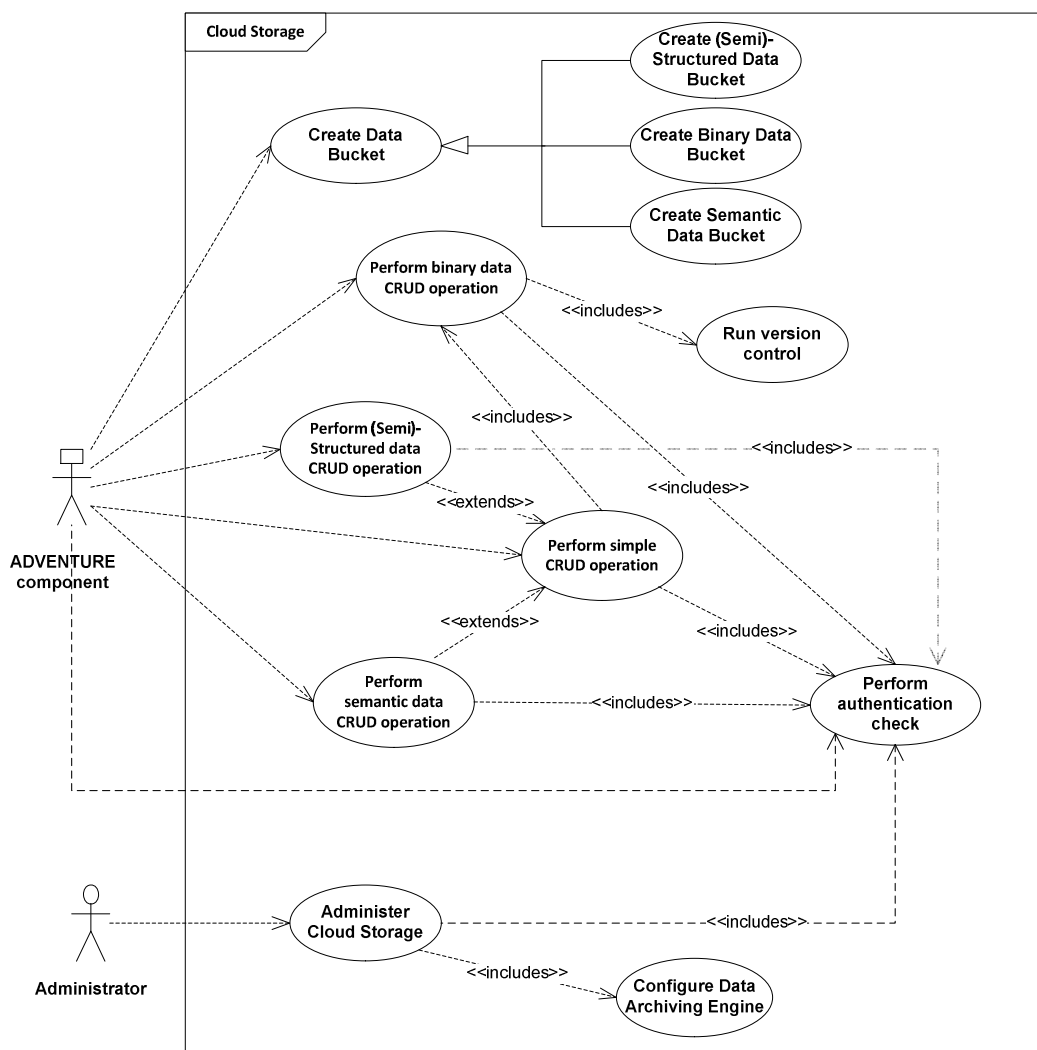 Cloud Storage
Create (Semi)-
Structured Data
Bucket
Create Data
Bucket
Create Binary Data
Bucket
Create Semantic
Data Bucket
Perform binary data
CRUD operation
<<includes>>
Run version
control
<<includes>>
Perform (Semi)-
Structured data
CRUD operation
<<includes>>
<<includes>>
<<extends>>
Perform simple
CRUD operation
ADVENTURE
component
<<extends>>
<<includes>>
Perform
semantic data
CRUD operation
<<includes>>
Perform
authentication
check
Administer
Cloud Storage
<<includes>>
Administrator
<<includes>>
Configure Data
Archiving Engine